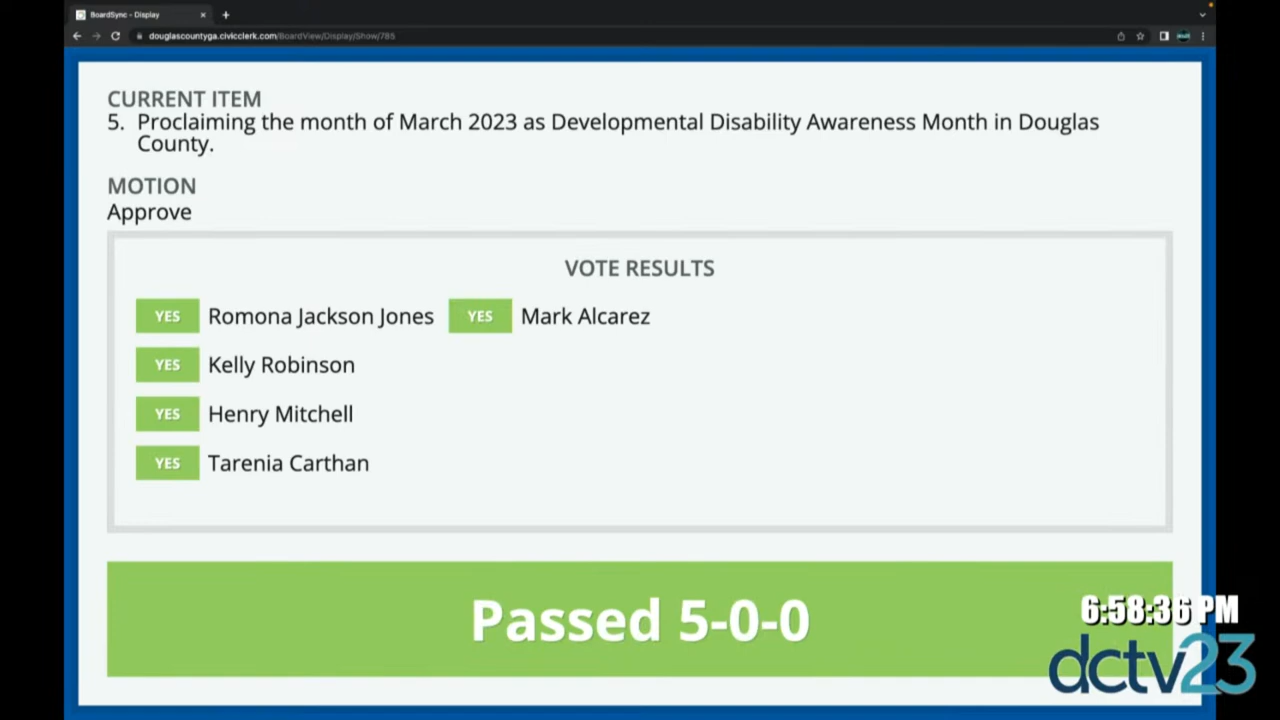 BoardSync - Display
douglascountyga.civicclerk.com/BoardView/Display/Show/785
CURRENT ITEM
5. Proclaiming the month of March 2023 as Developmental Disability Awareness Month in Douglas
County.
MOTION
Approve
VOTE RESULTS
YES Romona Jackson Jones YES Mark Alcarez
YES Kelly Robinson
YES Henry Mitchell
YES Tarenia Carthan
Passed 5-0-0
6:58:36 PM
dctv23